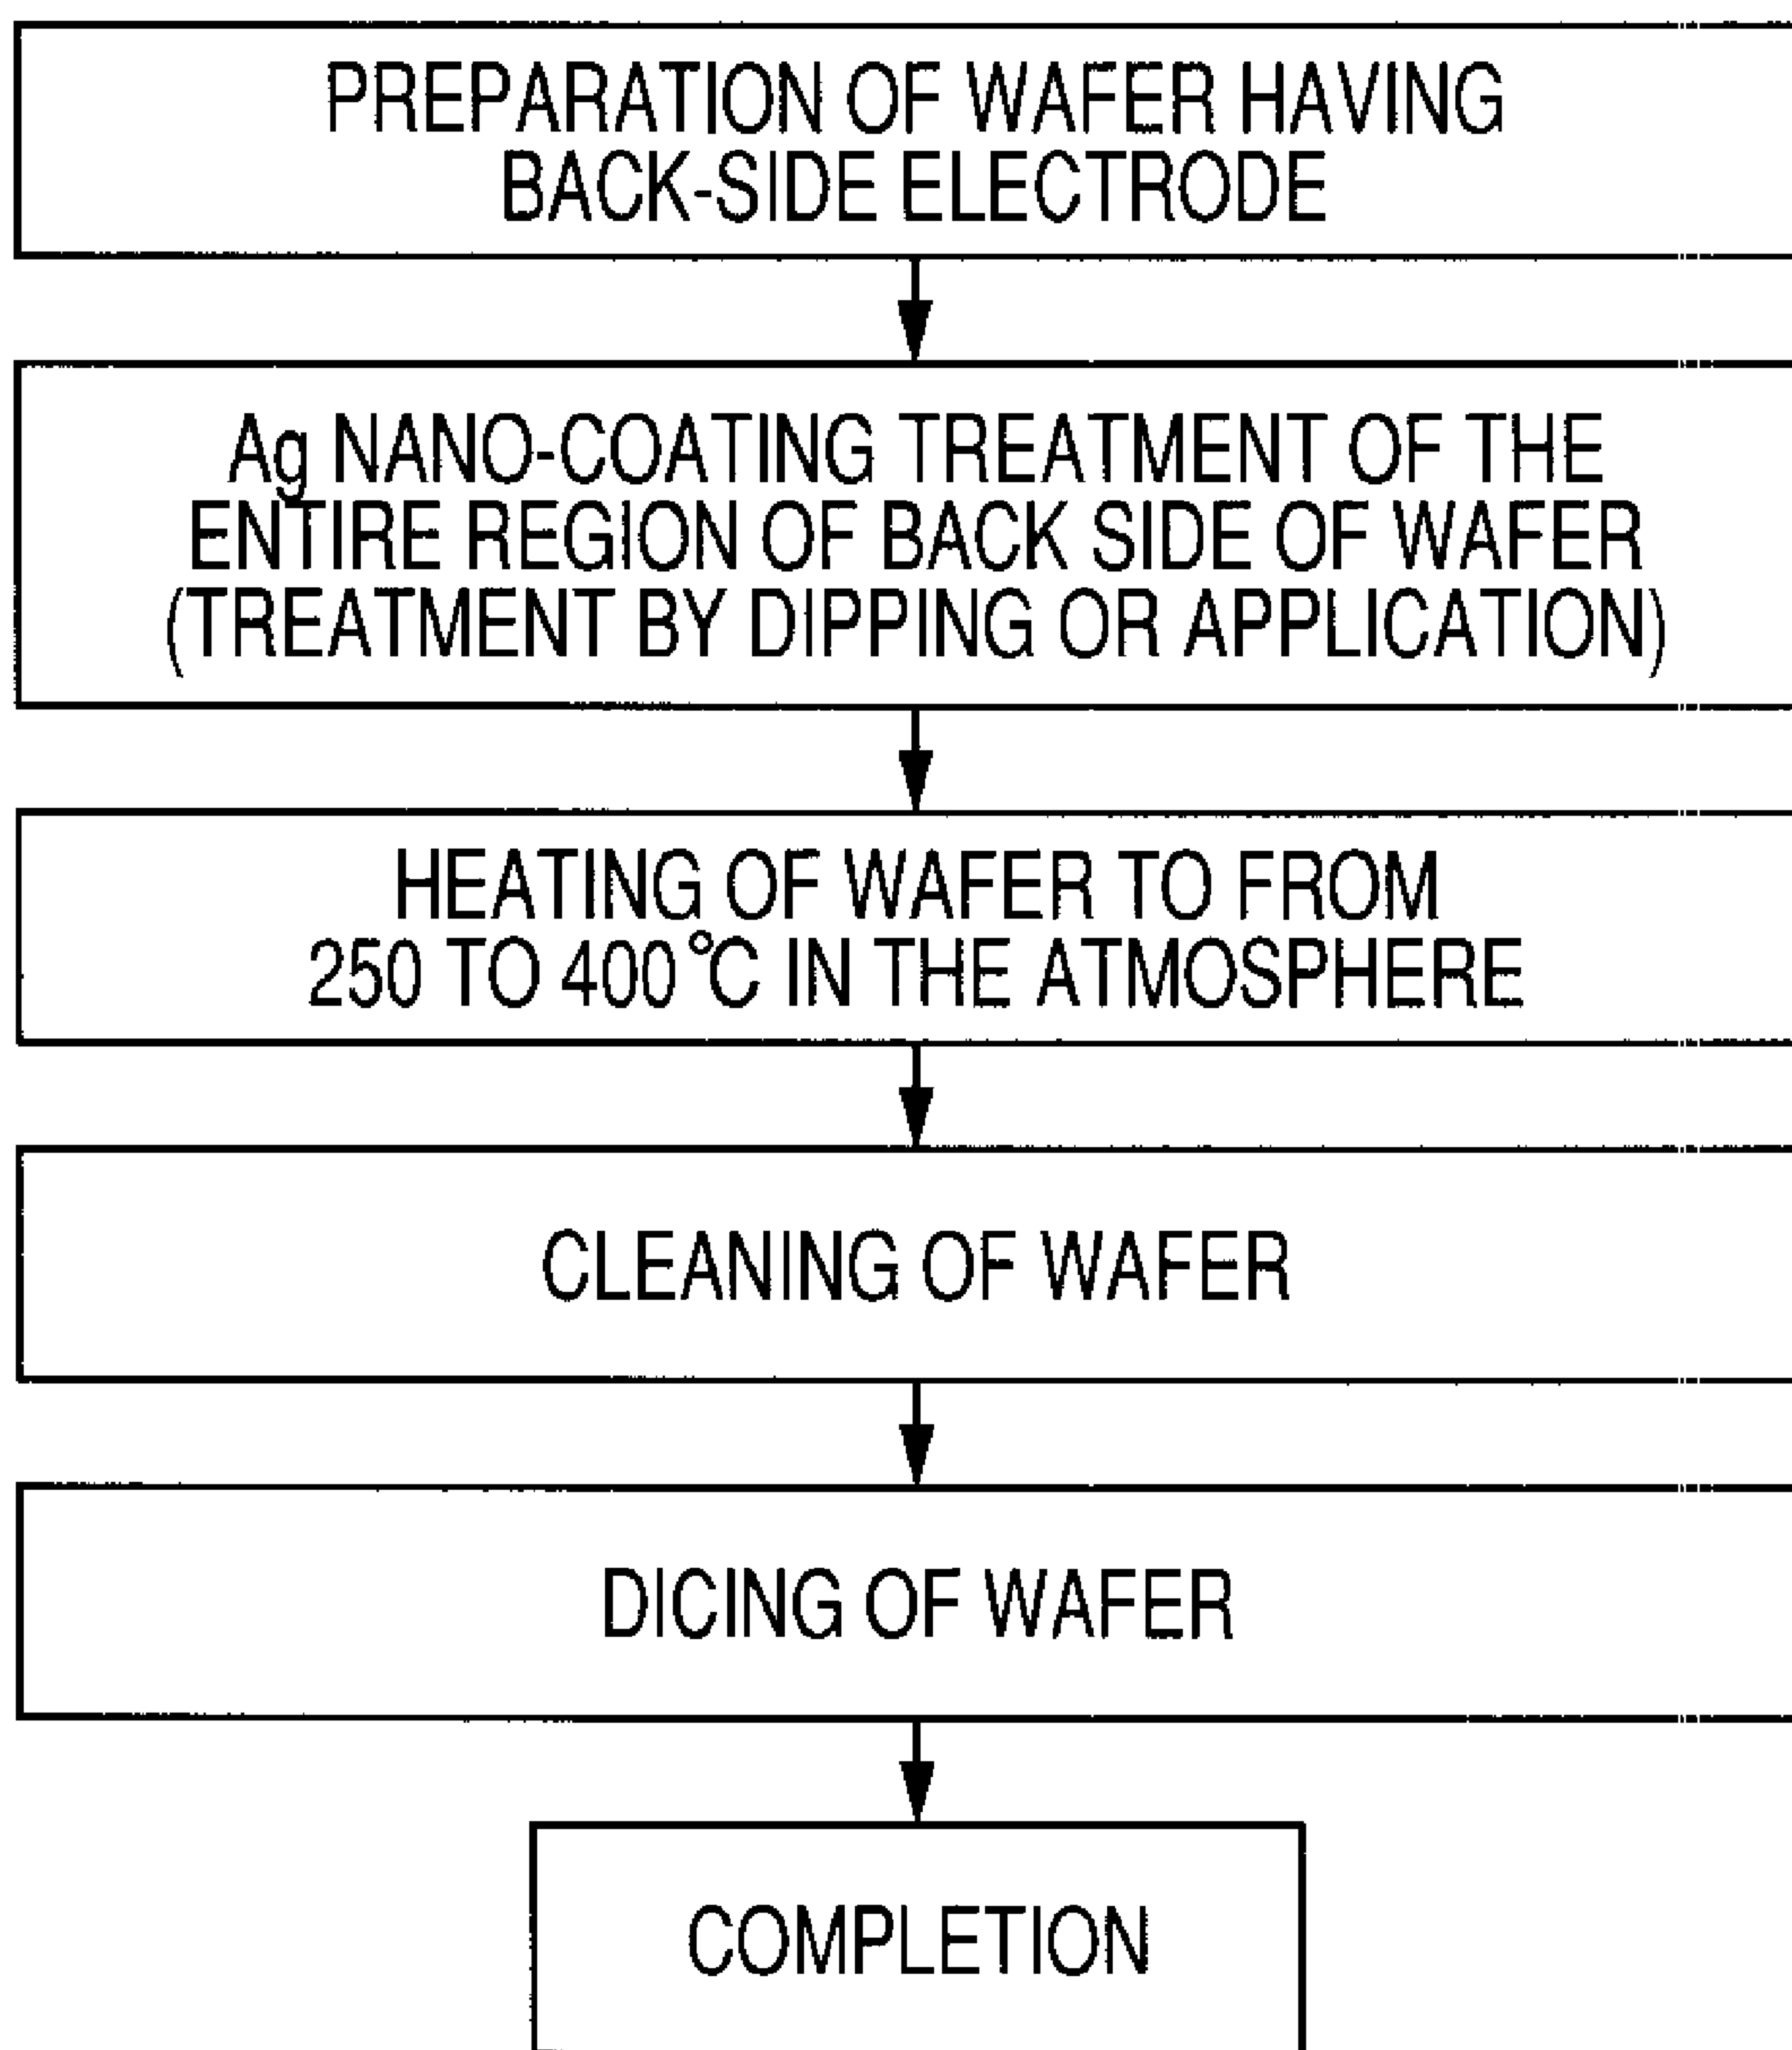 PREPARATION OF WAFER HAVING
BACK-SIDE ELECTRODE
Ag NANO-COATING TREATMENT OF THE
ENTIRE REGION OF BACK SIDE OF WAFER
(TREATMENT BY DIPPING OR APPLICATION)
HEATING OF WAFER TO FROM
250 TO 400°C IN THE ATMOSPHERE
CLEANING OF WAFER
DICING OF WAFER
COMPLETION